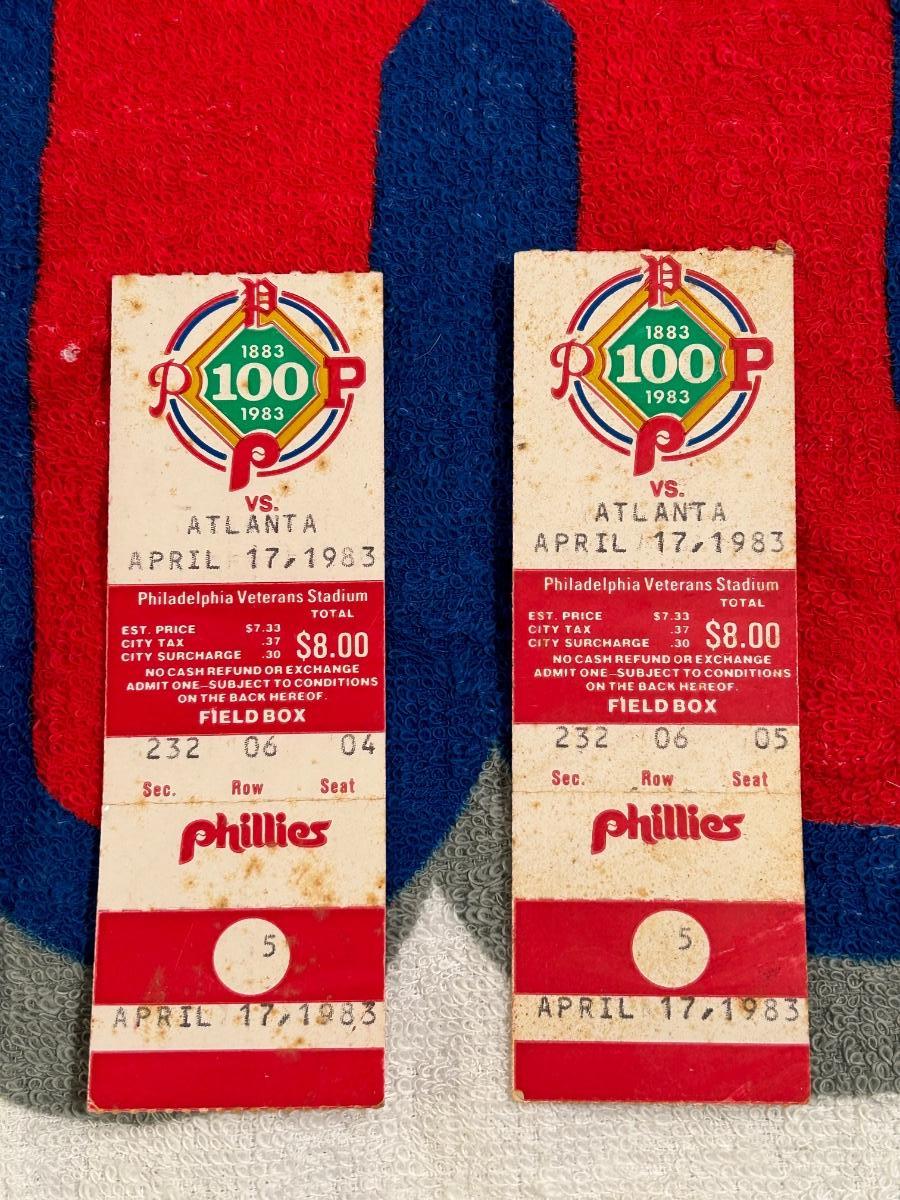 P
1883
P 100 P
1983
P
VS.
ATLANTA
APRIL 17,1983
Philadelphia Veterans Stadium
TOTAL
EST. PRICE $7.33
CITY TAX .37 $8.00
CITY SURCHARGE .30
NO CASH REFUND OR EXCHANGE
ADMIT ONE—SUBJECT TO CONDITIONS
ON THE BACK HEREOF.
FIELD BOX
232 06 04
Sec. Row Seat
Phillies
5
APRIL 17,1983
P
1883
P 100 P
1983
P
VS.
ATLANTA
APRIL 17,1983
Philadelphia Veterans Stadium
TOTAL
EST. PRICE $7.33
CITY TAX .37 $8.00
CITY SURCHARGE .30
NO CASH REFUND OR EXCHANGE
ADMIT ONE—SUBJECT TO CONDITIONS
ON THE BACK HEREOF.
FIELD BOX
232 06 05
Sec. Row Seat
Phillies
5
APRIL 17,1983